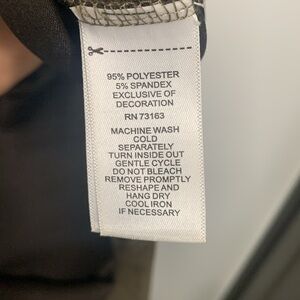 95% POLYESTER
5% SPANDEX
EXCLUSIVE OF
DECORATION
RN 73163
MACHINE WASH
COLD
SEPARATELY
TURN INSIDE OUT
GENTLE CYCLE
DO NOT BLEACH
REMOVE PROMPTLY
RESHAPE AND
HANG DRY
COOL IRON
IF NECESSARY